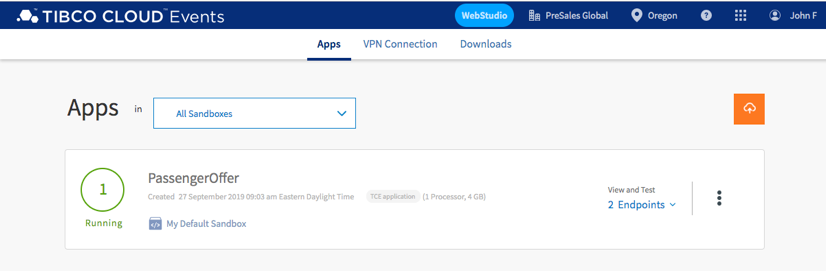 TIBCO CLOUD™ Events WebStudio PreSales Global Oregon ? John F
Apps VPN Connection Downloads
Apps in All Sandboxes
1
Running
PassengerOffer
Created 27 September 2019 09:03 am Eastern Daylight Time TCE application (1 Processor, 4 GB)
My Default Sandbox
View and Test
2 Endpoints